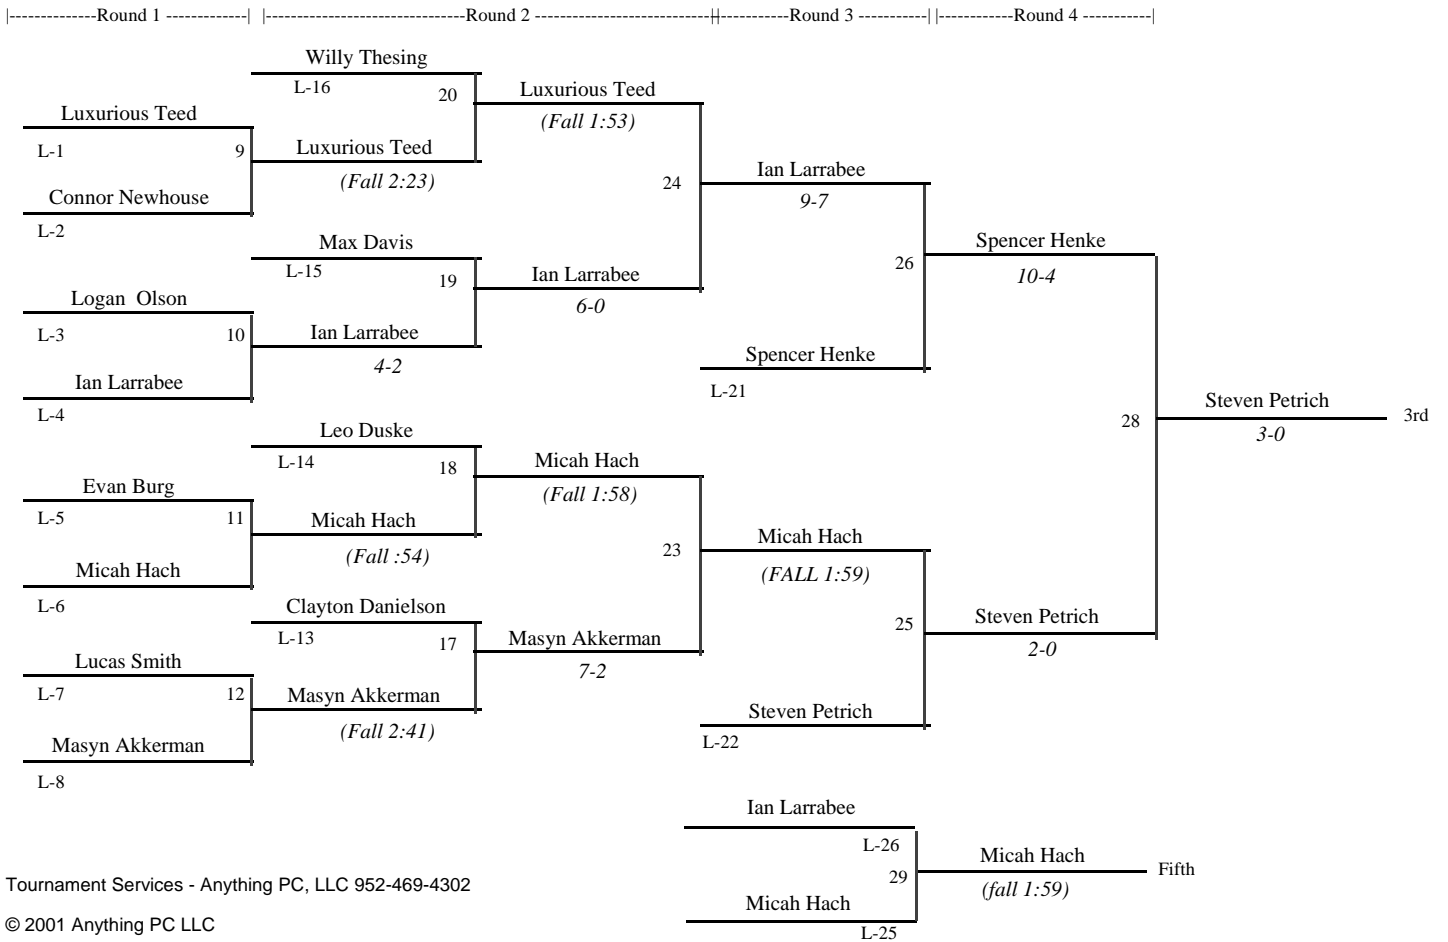 |-------------Round 1 -------------| |-------------------------------Round 2 ---------------------------||------------Round 3 -----------| |------------Round 4 -----------|
Willy Thesing
L-16
20
Luxurious Teed
(Fall 1:53)
Luxurious Teed
L-1
9
Luxurious Teed
(Fall 2:23)
Connor Newhouse
L-2
24
Ian Larrabee
9-7
Max Davis
L-15
19
Ian Larrabee
6-0
Logan  Olson
L-3
10
Ian Larrabee
4-2
Ian Larrabee
L-4
26
Spencer Henke
10-4
Spencer Henke
L-21
28
Steven Petrich
3-0
3rd
Leo Duske
L-14
18
Micah Hach
(Fall 1:58)
Evan Burg
L-5
11
Micah Hach
(Fall :54)
Micah Hach
L-6
23
Micah Hach
(FALL 1:59)
Clayton Danielson
L-13
17
Masyn Akkerman
7-2
Lucas Smith
L-7
12
Masyn Akkerman
(Fall 2:41)
Masyn Akkerman
L-8
25
Steven Petrich
2-0
Steven Petrich
L-22
Ian Larrabee
L-26
29
Micah Hach
(fall 1:59)
Fifth
Micah Hach
L-25
Tournament Services - Anything PC, LLC 952-469-4302
© 2001 Anything PC LLC